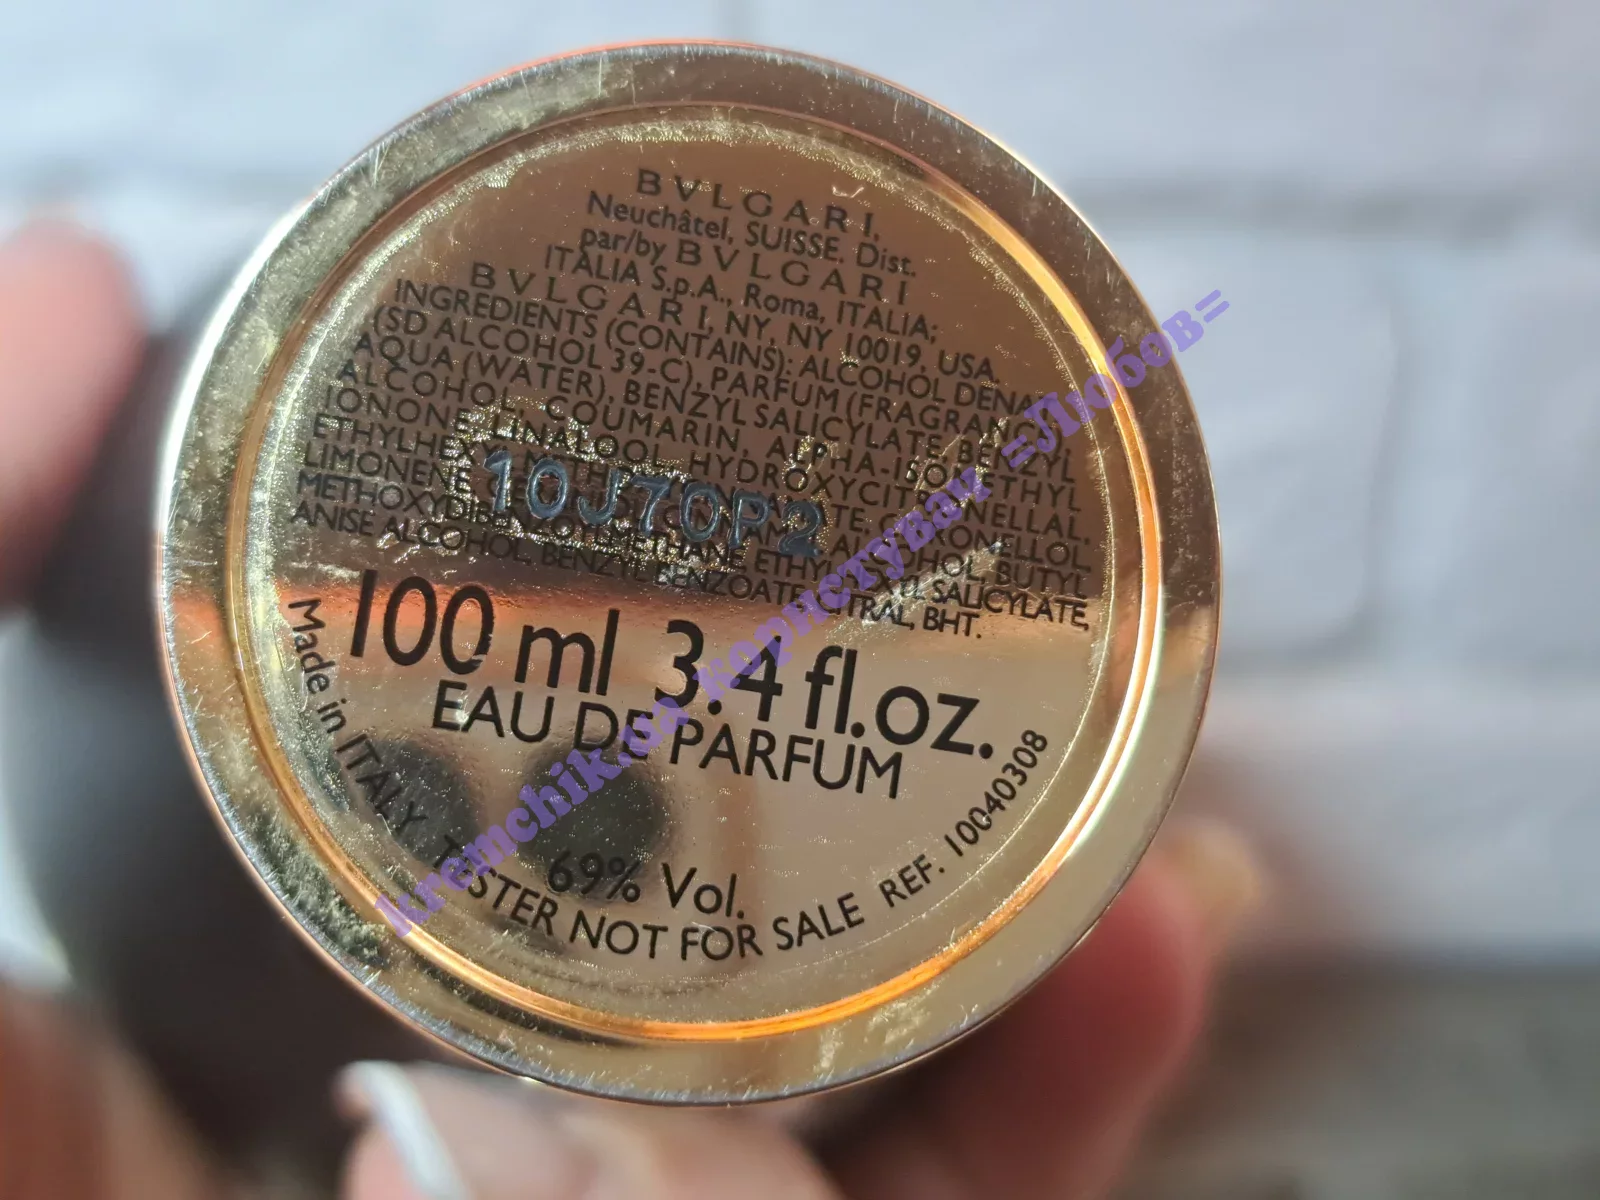 BVLGARI,
Neuchâtel, SUISSE. Dist.
par/by BVLGARI
ITALIA S.p.A., Roma, ITALIA;
BVLGARI, NY, NY 10019, USA.
INGREDIENTS (CONTAINS): ALCOHOL DENAT.
(SD ALCOHOL 39-C), PARFUM (FRAGRANCE),
AQUA (WATER), BENZYL SALICYLATE, BENZYL
ALCOHOL, COUMARIN, ALPHA-ISOMETHYL
IONONE, LINALOOL, HYDROXYCITRONELLAL,
CITRONELLOL
LIMONENE ALCOHOL, BUTYL
METHOXYDIBENZOYLMETHANE, SALICYLATE,
ANISE ALCOHOL, BENZYL BENZOATE, CITRAL, BHT.
10J70P2
100 ml 3.4 fl.oz.
EAU DE PARFUM
69% Vol.
Made in ITALY TESTER NOT FOR SALE REF. 10040308
kremchik.ua користувач =Любов=